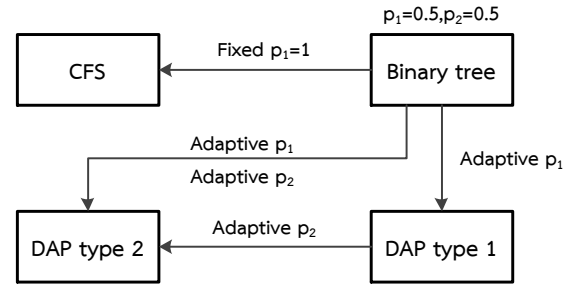 p₁=0.5,p₂=0.5
CFS
Fixed p₁=1
Binary tree
Adaptive p₁
Adaptive p₂
Adaptive p₁
DAP type 2
Adaptive p₂
DAP type 1